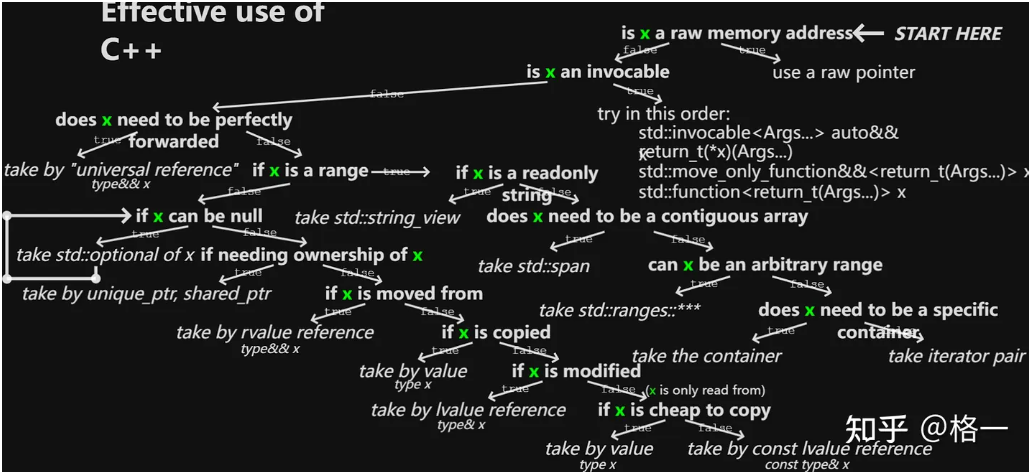 Effective use of
C++
is x a raw memory address
START HERE
false
true
is x an invocable
use a raw pointer
false
true
does x need to be perfectly
forwarded
try in this order:
std::invocable<Args...> auto&&
x
return_t(*x)(Args...)
std::move_only_function&&<return_t(Args...)> x
std::function<return_t(Args...)> x
true
false
take by "universal reference"
type&& x
if x is a range
true
if x is a readonly
string
false
true
false
if x can be null
take std::string_view
does x need to be a contiguous array
true
false
true
false
take std::optional of x
if needing ownership of x
take std::span
can x be an arbitrary range
true
false
true
false
take by unique_ptr, shared_ptr
if x is moved from
take std::ranges::***
does x need to be a specific
container
true
false
true
false
take by rvalue reference
type&& x
if x is copied
take the container
take iterator pair
true
false
take by value
type x
if x is modified
true
false
(x is only read from)
take by lvalue reference
type& x
if x is cheap to copy
true
false
take by value
type x
take by const lvalue reference
const type& x
知乎 @格一